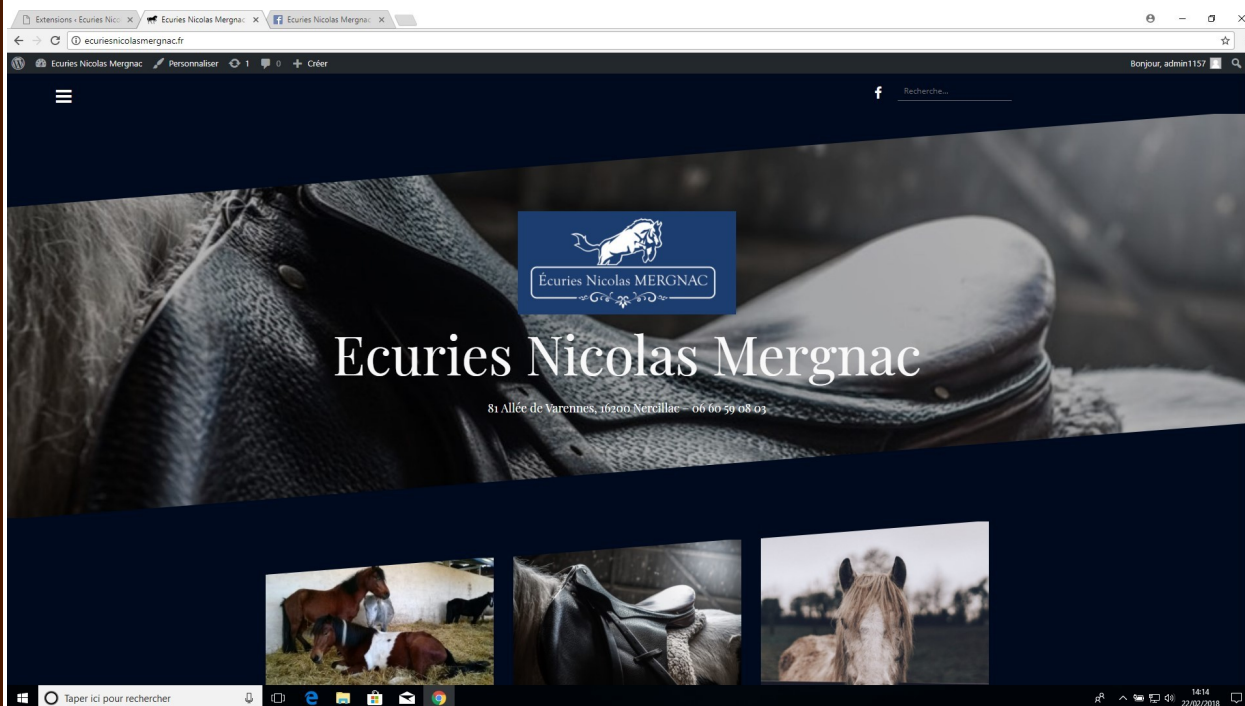 Extensions ‹ Ecuries Nico
Ecuries Nicolas Mergnac
Ecuries Nicolas Mergnac
ecuriesnicolasmergnac.fr
Ecuries Nicolas Mergnac Personnaliser 1 0 + Créer Bonjour, admin1157
f Recherche...
Écuries Nicolas MERGNAC
Ecuries Nicolas Mergnac
81 Allée de Varennes, 16200 Nercillac – 06 60 59 08 03
Taper ici pour rechercher
14:14
22/02/2018